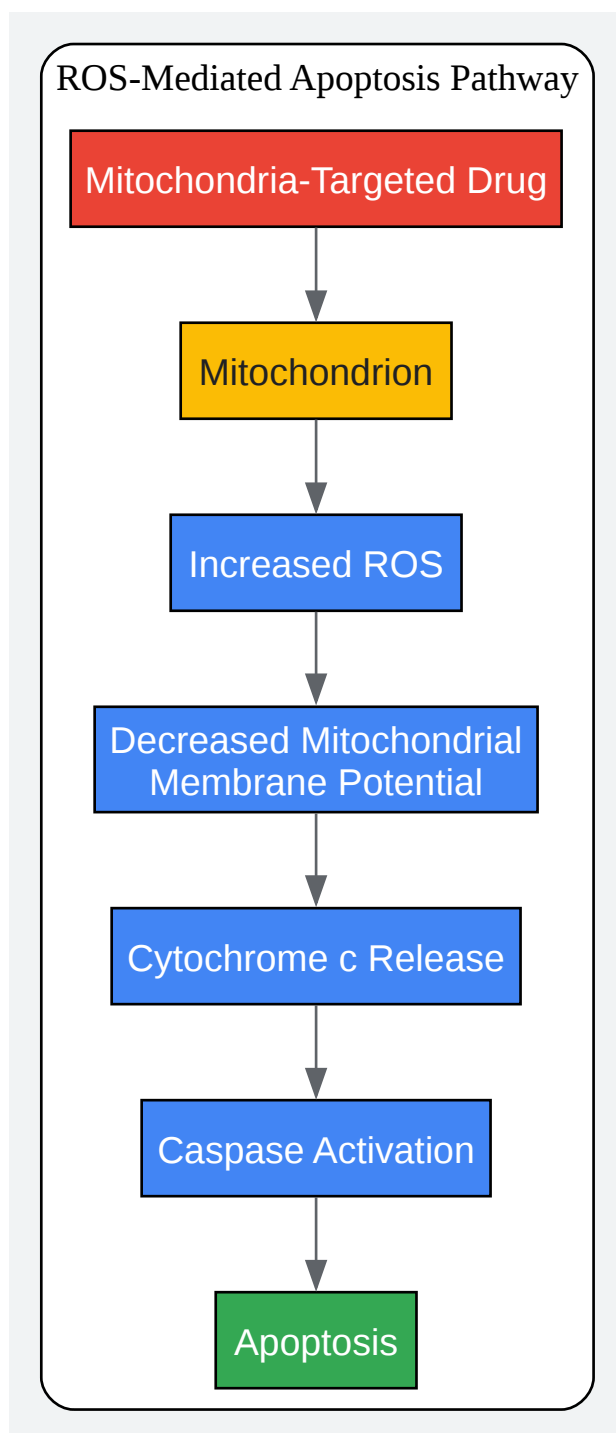 ROS-Mediated Apoptosis Pathway
Mitochondria-Targeted Drug
Mitochondrion
Increased ROS
Decreased Mitochondrial
Membrane Potential
Cytochrome c Release
Caspase Activation
Apoptosis